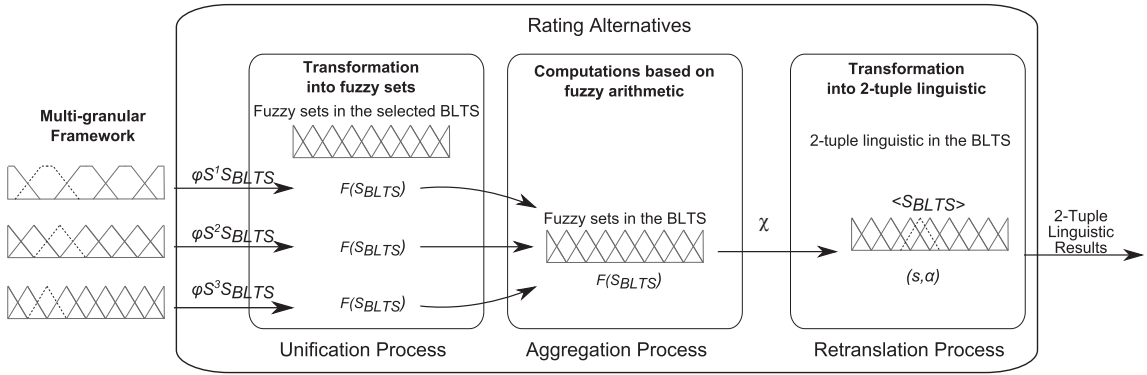 Rating Alternatives
Multi-granular
Framework
φS¹S_BLTS
φS²S_BLTS
φS³S_BLTS
Transformation
into fuzzy sets
Fuzzy sets in the selected BLTS
F(S_BLTS)
F(S_BLTS)
F(S_BLTS)
Unification Process
Computations based on
fuzzy arithmetic
Fuzzy sets in the BLTS
F(S_BLTS)
Aggregation Process
χ
Transformation
into 2-tuple linguistic
2-tuple linguistic in the BLTS
<S_BLTS>
(s,α)
Retranslation Process
2-Tuple
Linguistic
Results